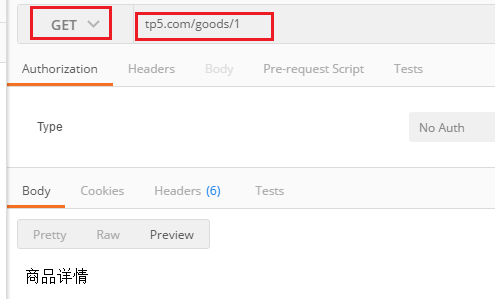 GET tp5.com/goods/1
Authorization Headers Body Pre-request Script Tests
Type No Auth
Body Cookies Headers (6) Tests
Pretty Raw Preview
商品详情